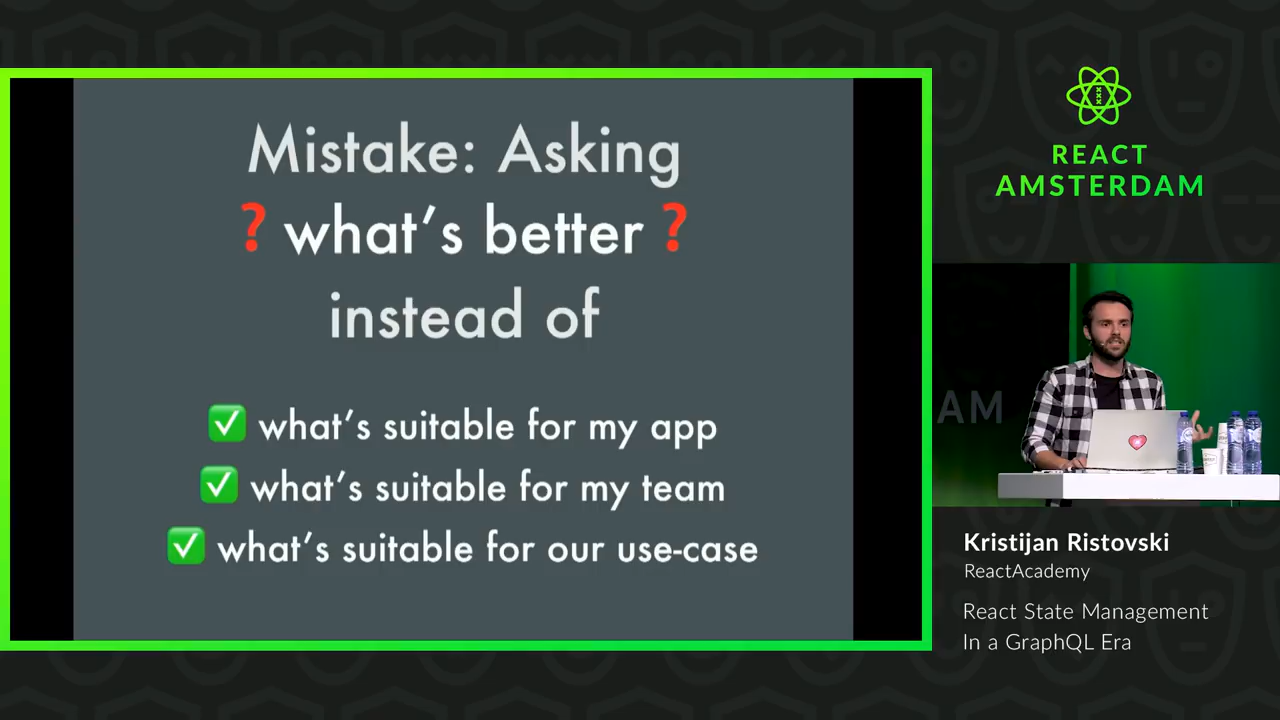 Mistake: Asking
❓ what’s better ❓
instead of
✅ what’s suitable for my app
✅ what’s suitable for my team
✅ what’s suitable for our use-case
REACT
AMSTERDAM
AM
Kristijan Ristovski
ReactAcademy
React State Management
In a GraphQL Era